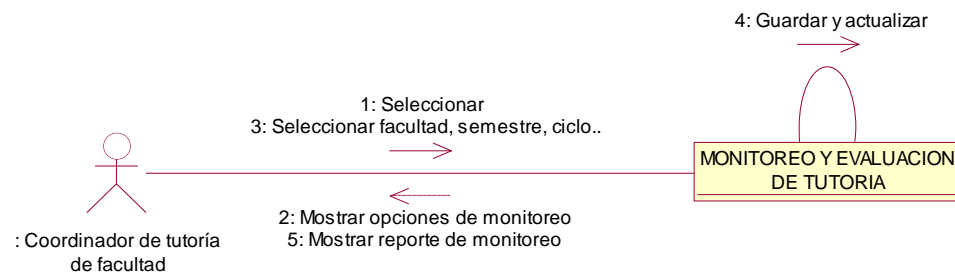 4: Guardar y actualizar
1: Seleccionar
3: Seleccionar facultad, semestre, ciclo..
MONITOREO Y EVALUACION
DE TUTORIA
2: Mostrar opciones de monitoreo
5: Mostrar reporte de monitoreo
: Coordinador de tutoría
de facultad